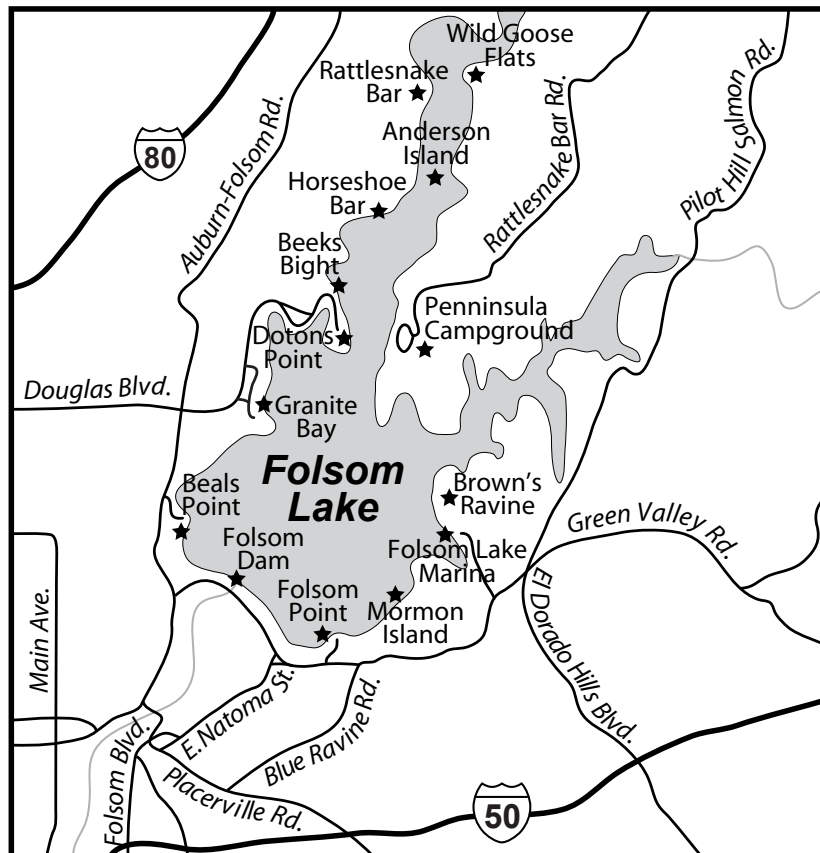 Wild Goose
Flats
Rattlesnake
Bar
Anderson
Island
Horseshoe
Bar
Beeks
Bight
Penninsula
Campground
Dotons
Point
Granite
Bay
Folsom
Lake
Beals
Point
Brown's
Ravine
Folsom
Dam
Folsom Lake
Marina
Folsom
Point
Mormon
Island
80
50
Auburn-Folsom Rd.
Rattlesnake Bar Rd.
Pilot Hill Salmon Rd.
Douglas Blvd.
Green Valley Rd.
El Dorado Hills Blvd.
Main Ave.
E.Natoma St.
Blue Ravine Rd.
Folsom Blvd.
Placerville Rd.